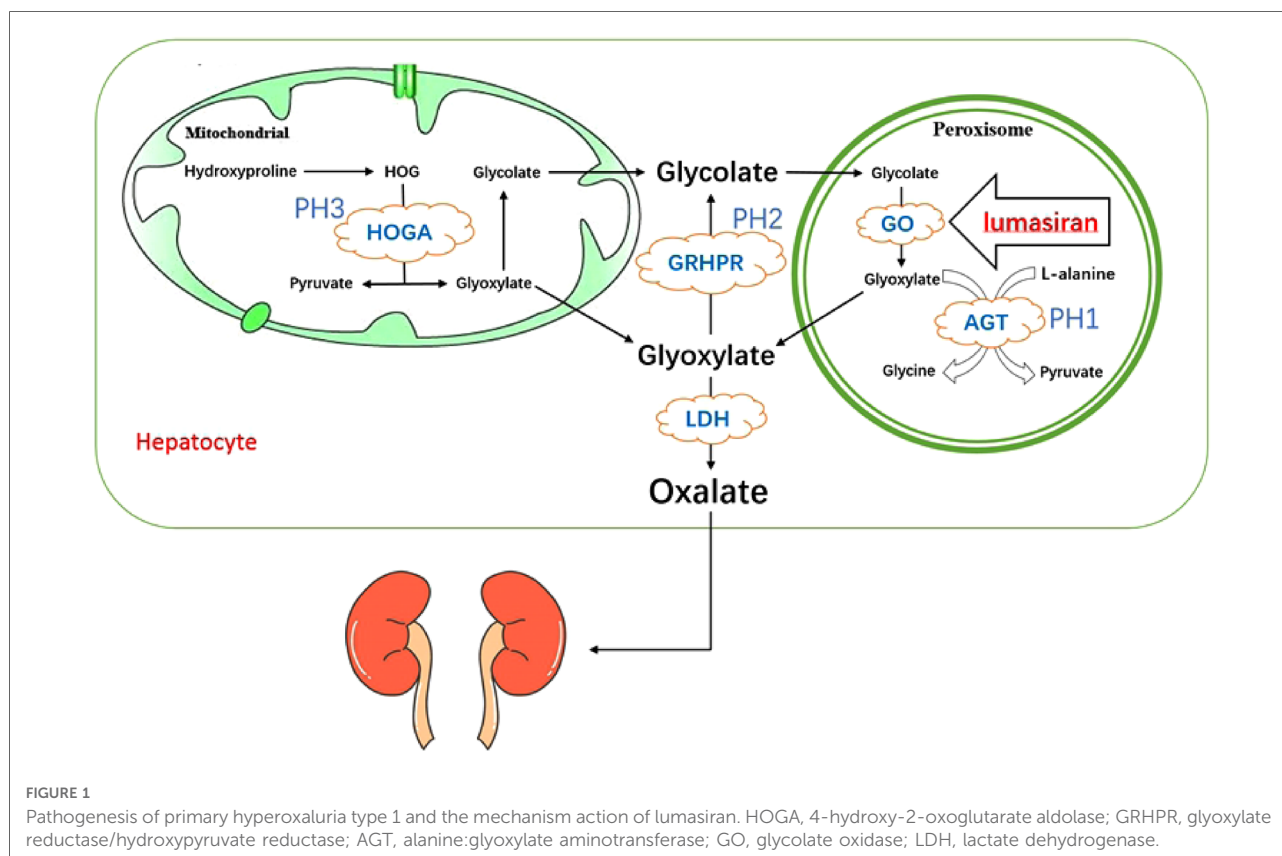 Mitochondrial
Peroxisome
Hydroxyproline
HOG
Glycolate
Glycolate
Glycolate
PH3
HOGA
PH2
GRHPR
GO
lumasiran
Pyruvate
Glyoxylate
Glyoxylate
L-alanine
AGT
PH1
Glyoxylate
Glycine
Pyruvate
LDH
Hepatocyte
Oxalate
FIGURE 1
Pathogenesis of primary hyperoxaluria type 1 and the mechanism action of lumasiran. HOGA, 4-hydroxy-2-oxoglutarate aldolase; GRHPR, glyoxylate
reductase/hydroxypyruvate reductase; AGT, alanine:glyoxylate aminotransferase; GO, glycolate oxidase; LDH, lactate dehydrogenase.